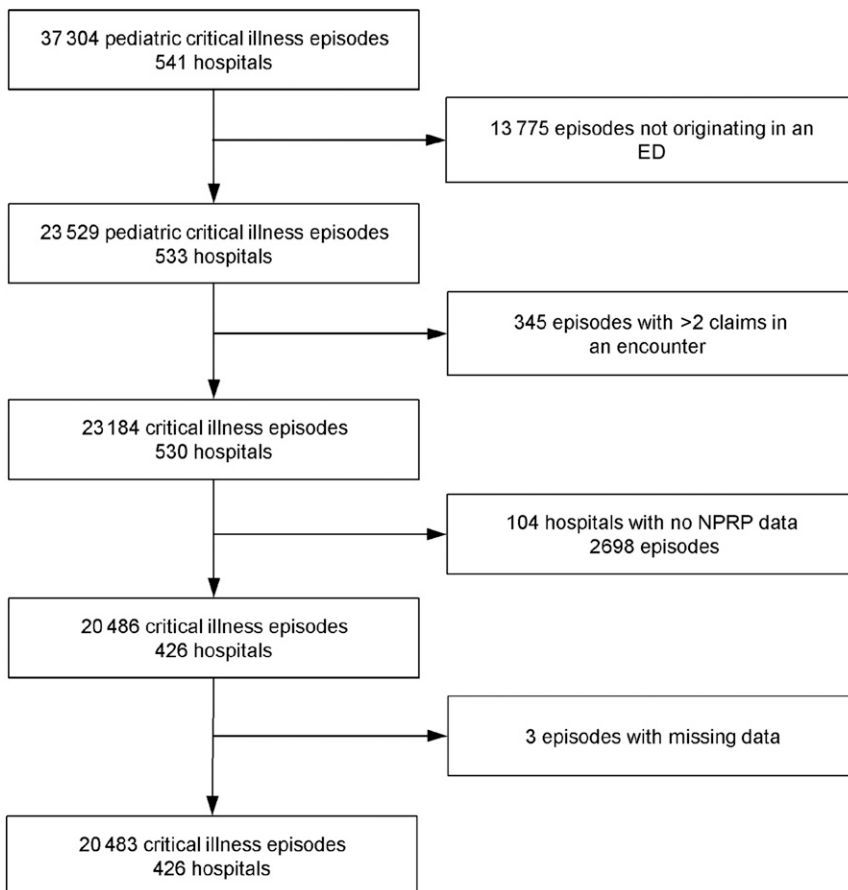 37 304 pediatric critical illness episodes
541 hospitals
13 775 episodes not originating in an
ED
23 529 pediatric critical illness episodes
533 hospitals
345 episodes with >2 claims in
an encounter
23 184 critical illness episodes
530 hospitals
104 hospitals with no NPRP data
2698 episodes
20 486 critical illness episodes
426 hospitals
3 episodes with missing data
20 483 critical illness episodes
426 hospitals